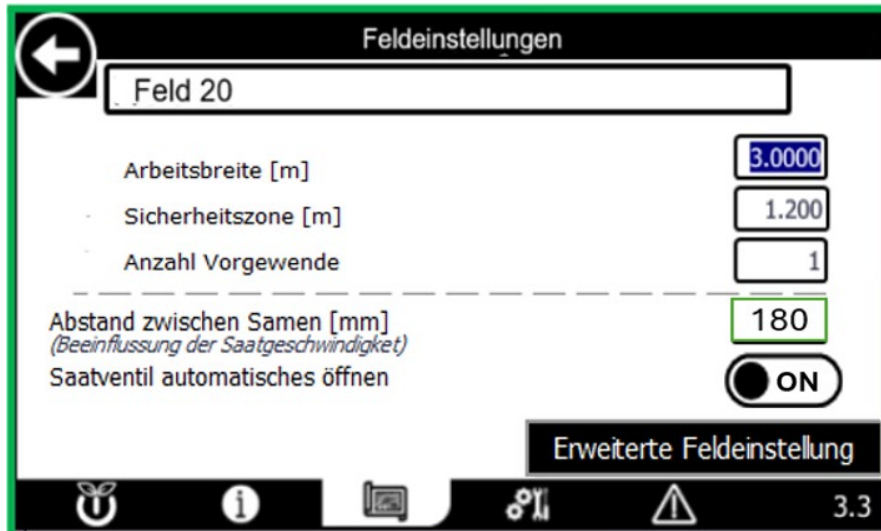 Feldeinstellungen
Feld 20
Arbeitsbreite [m] 3.0000
Sicherheitszone [m] 1.200
Anzahl Vorgewende 1
Abstand zwischen Samen [mm] 180
(Beeinflussung der Saatgeschwindigket)
Saatventil automatisches öffnen ON
Erweiterte Feldeinstellung
3.3